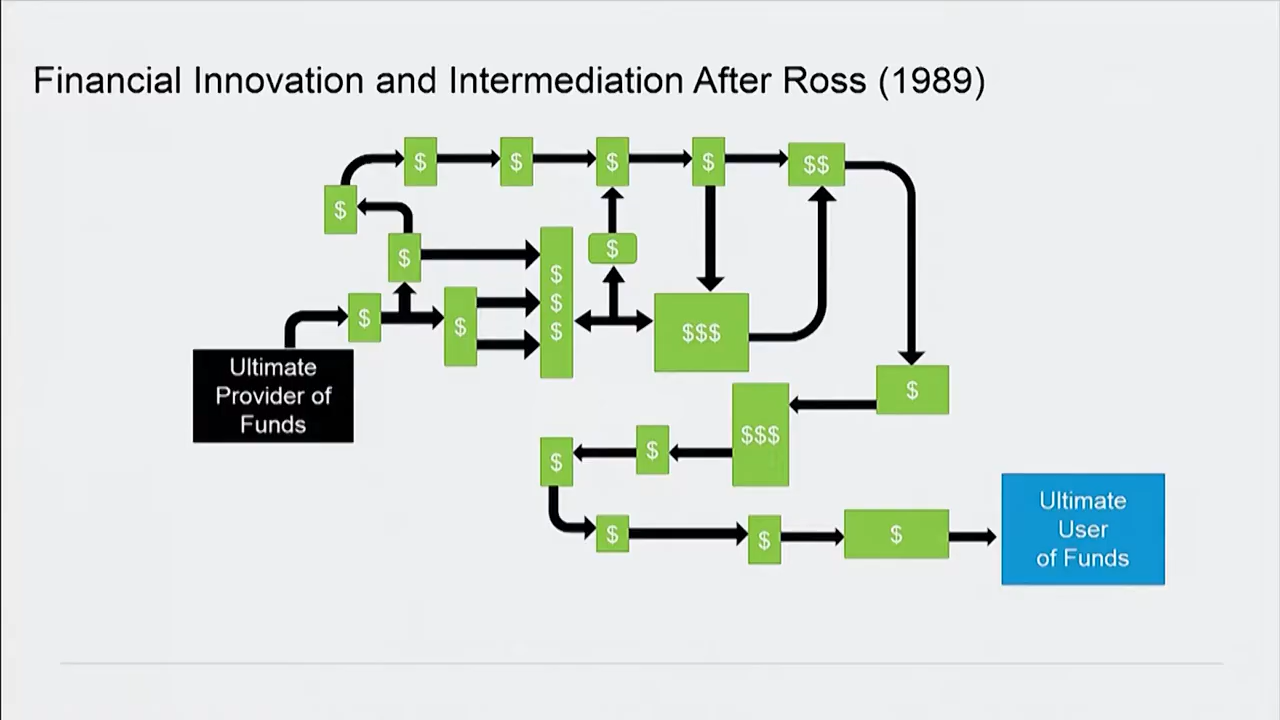 Financial Innovation and Intermediation After Ross (1989)
$ $ $ $ $$
$
$ $ $
$
$
$
$ $ $$$
Ultimate
Provider of
Funds
$
$$$
$ $
Ultimate
User
of Funds
$ $ $